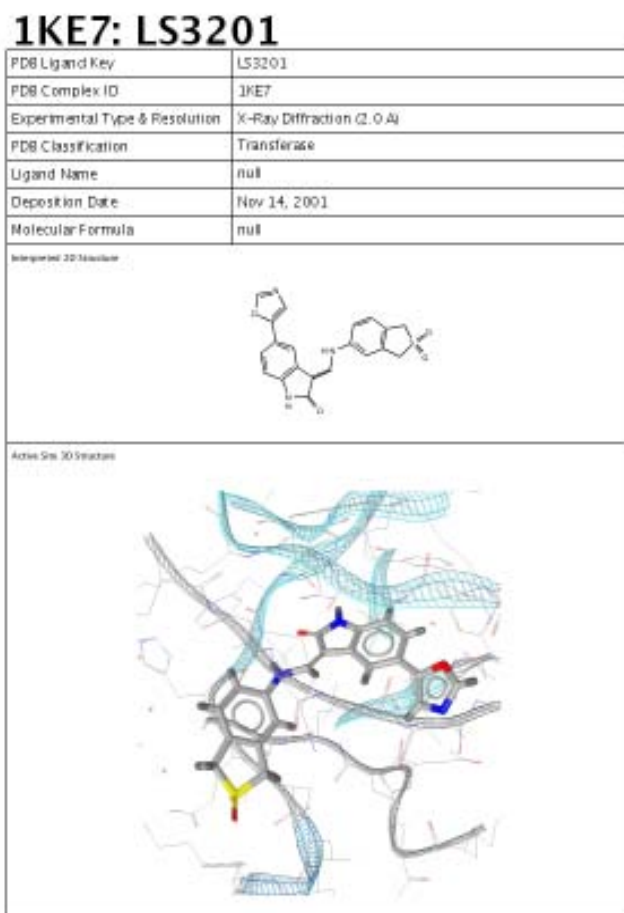 1KE7: LS3201
PDB Ligand Key LS3201
PDB Complex ID 1KE7
Experimental Type & Resolution X-Ray Diffraction (2.0 A)
PDB Classification Transferase
Ligand Name null
Deposition Date Nov 14, 2001
Molecular Formula null
Interpreted 2D Structure
Active Site 3D Structure